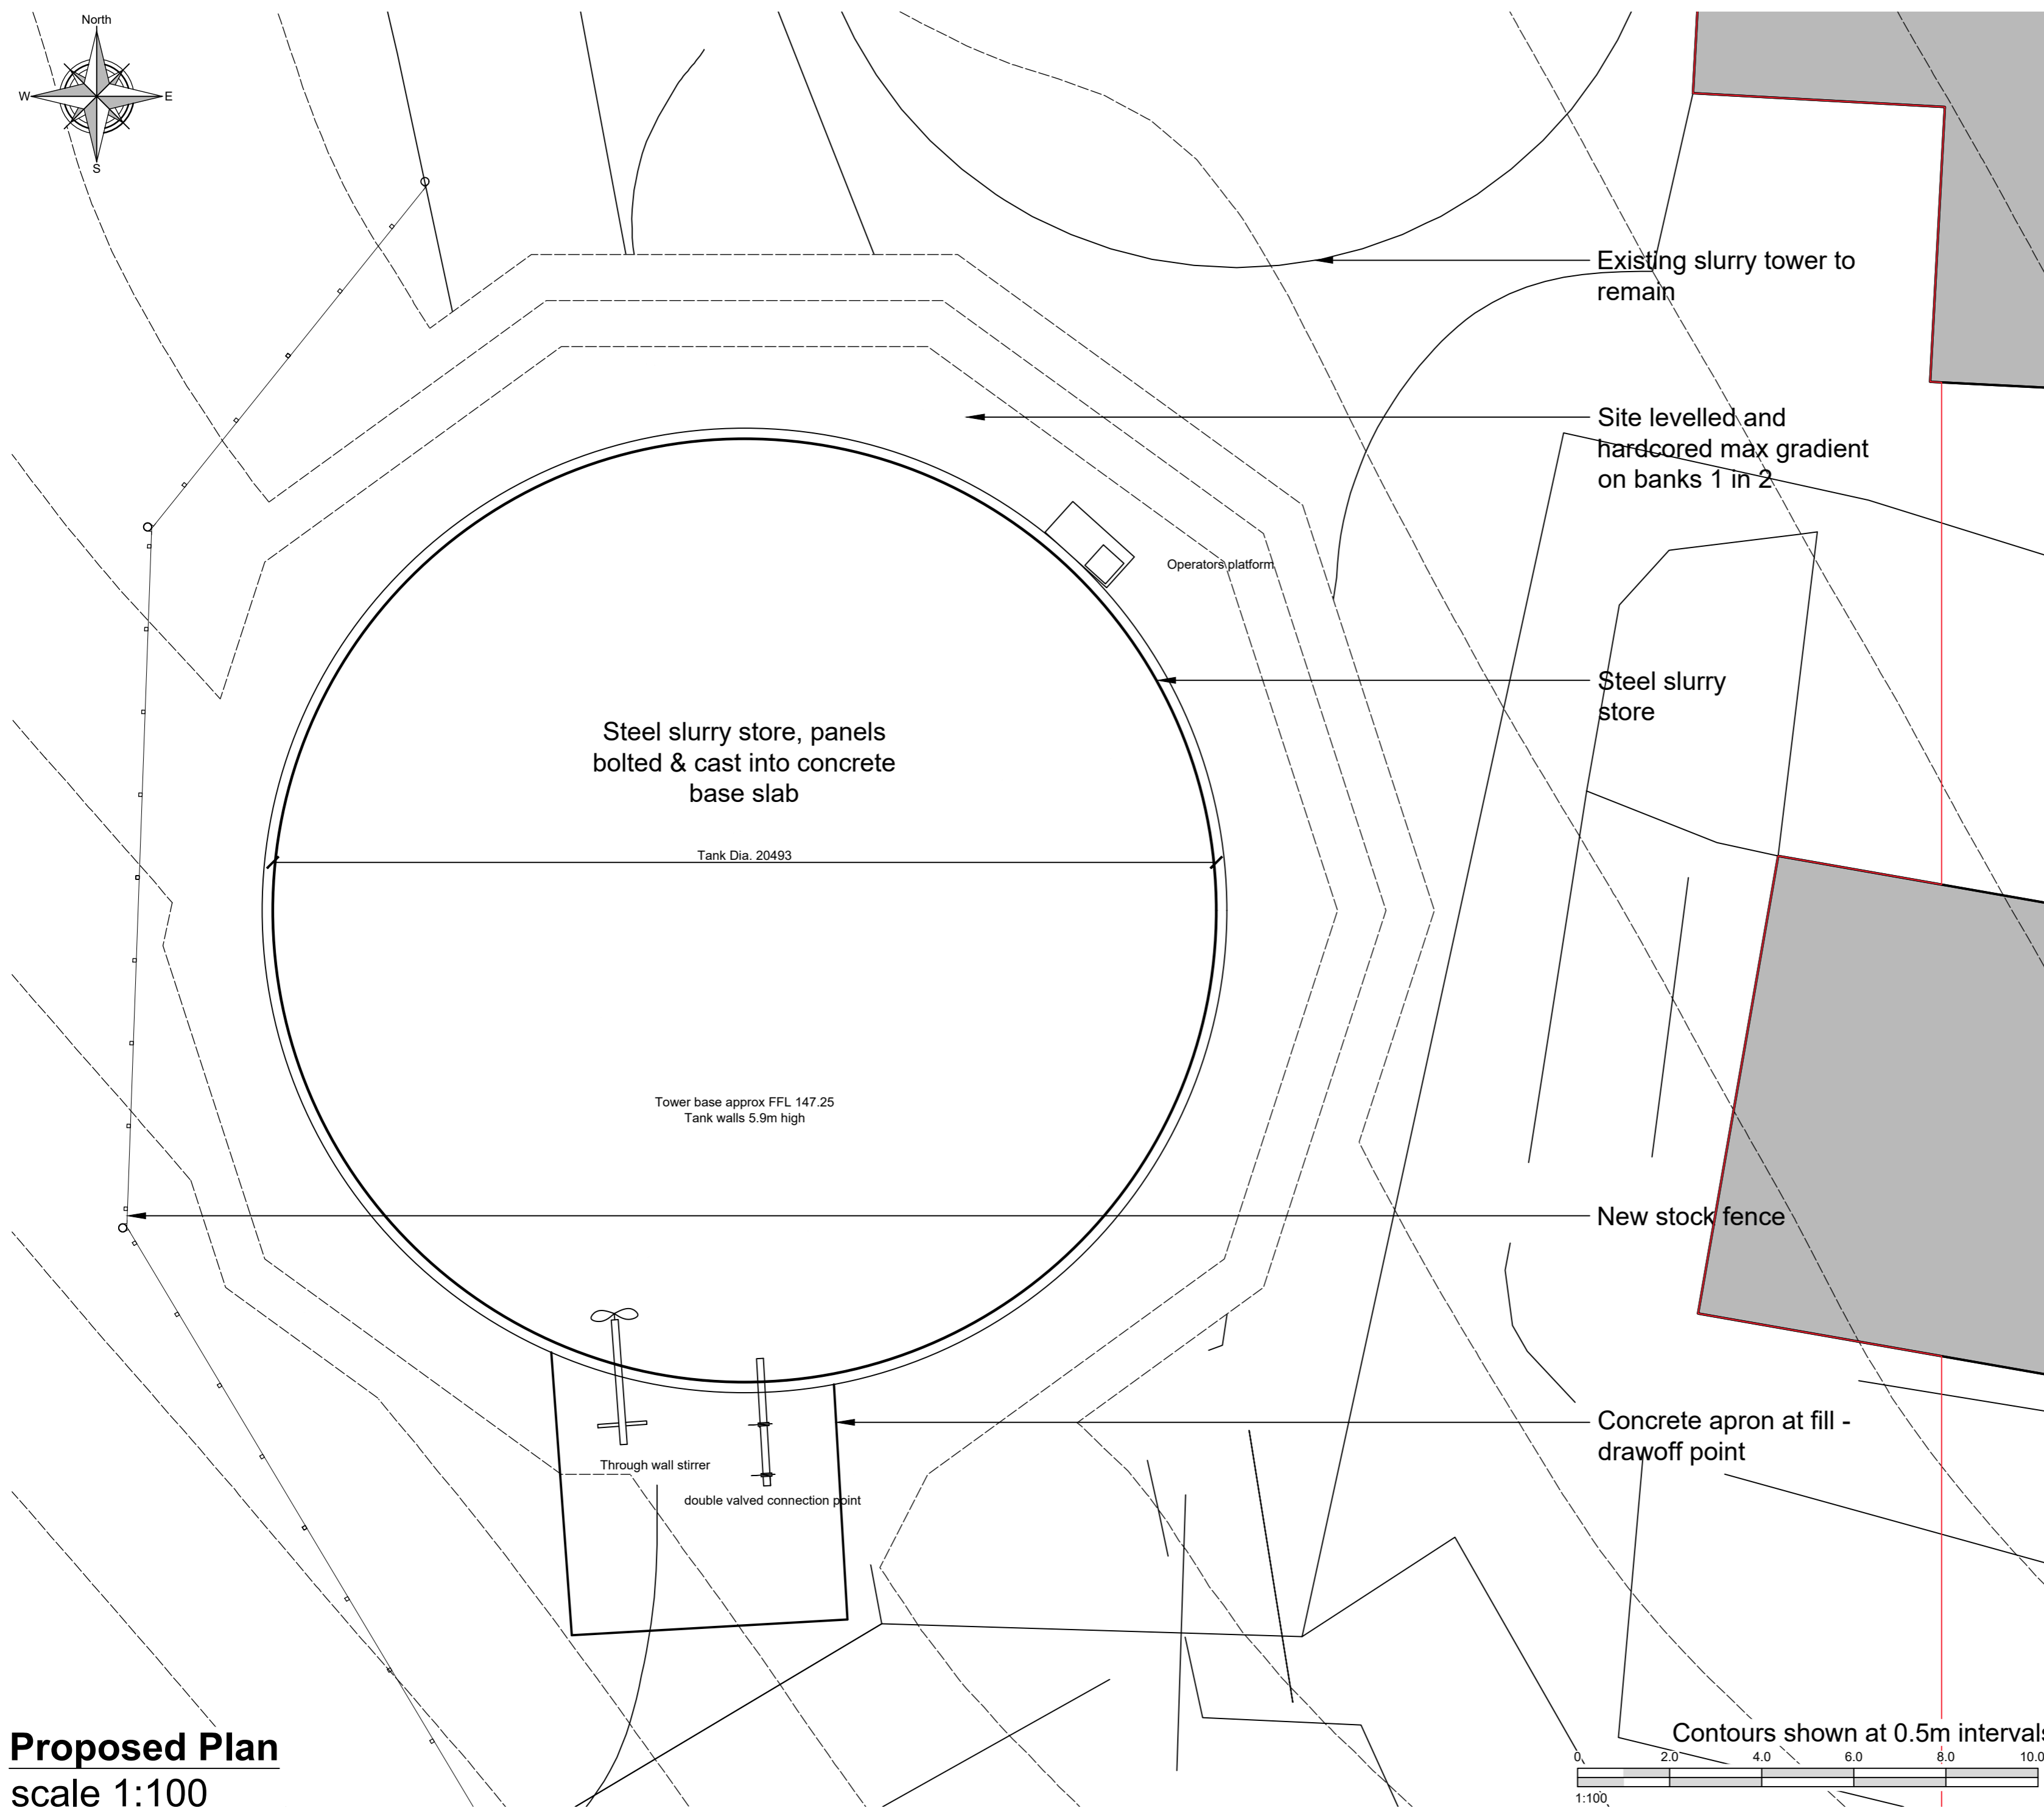 North
W
E
S
Existing slurry tower to
remain
Site levelled and
hardcored max gradient
on banks 1 in 2
Operators platform
Steel slurry
store
Steel slurry store, panels
bolted & cast into concrete
base slab
Tank Dia. 20493
Tower base approx FFL 147.25
Tank walls 5.9m high
New stock fence
Concrete apron at fill -
drawoff point
Through wall stirrer
double valved connection point
Proposed Plan
scale 1:100
Contours shown at 0.5m intervals
0 2.0 4.0 6.0 8.0 10.0
1:100